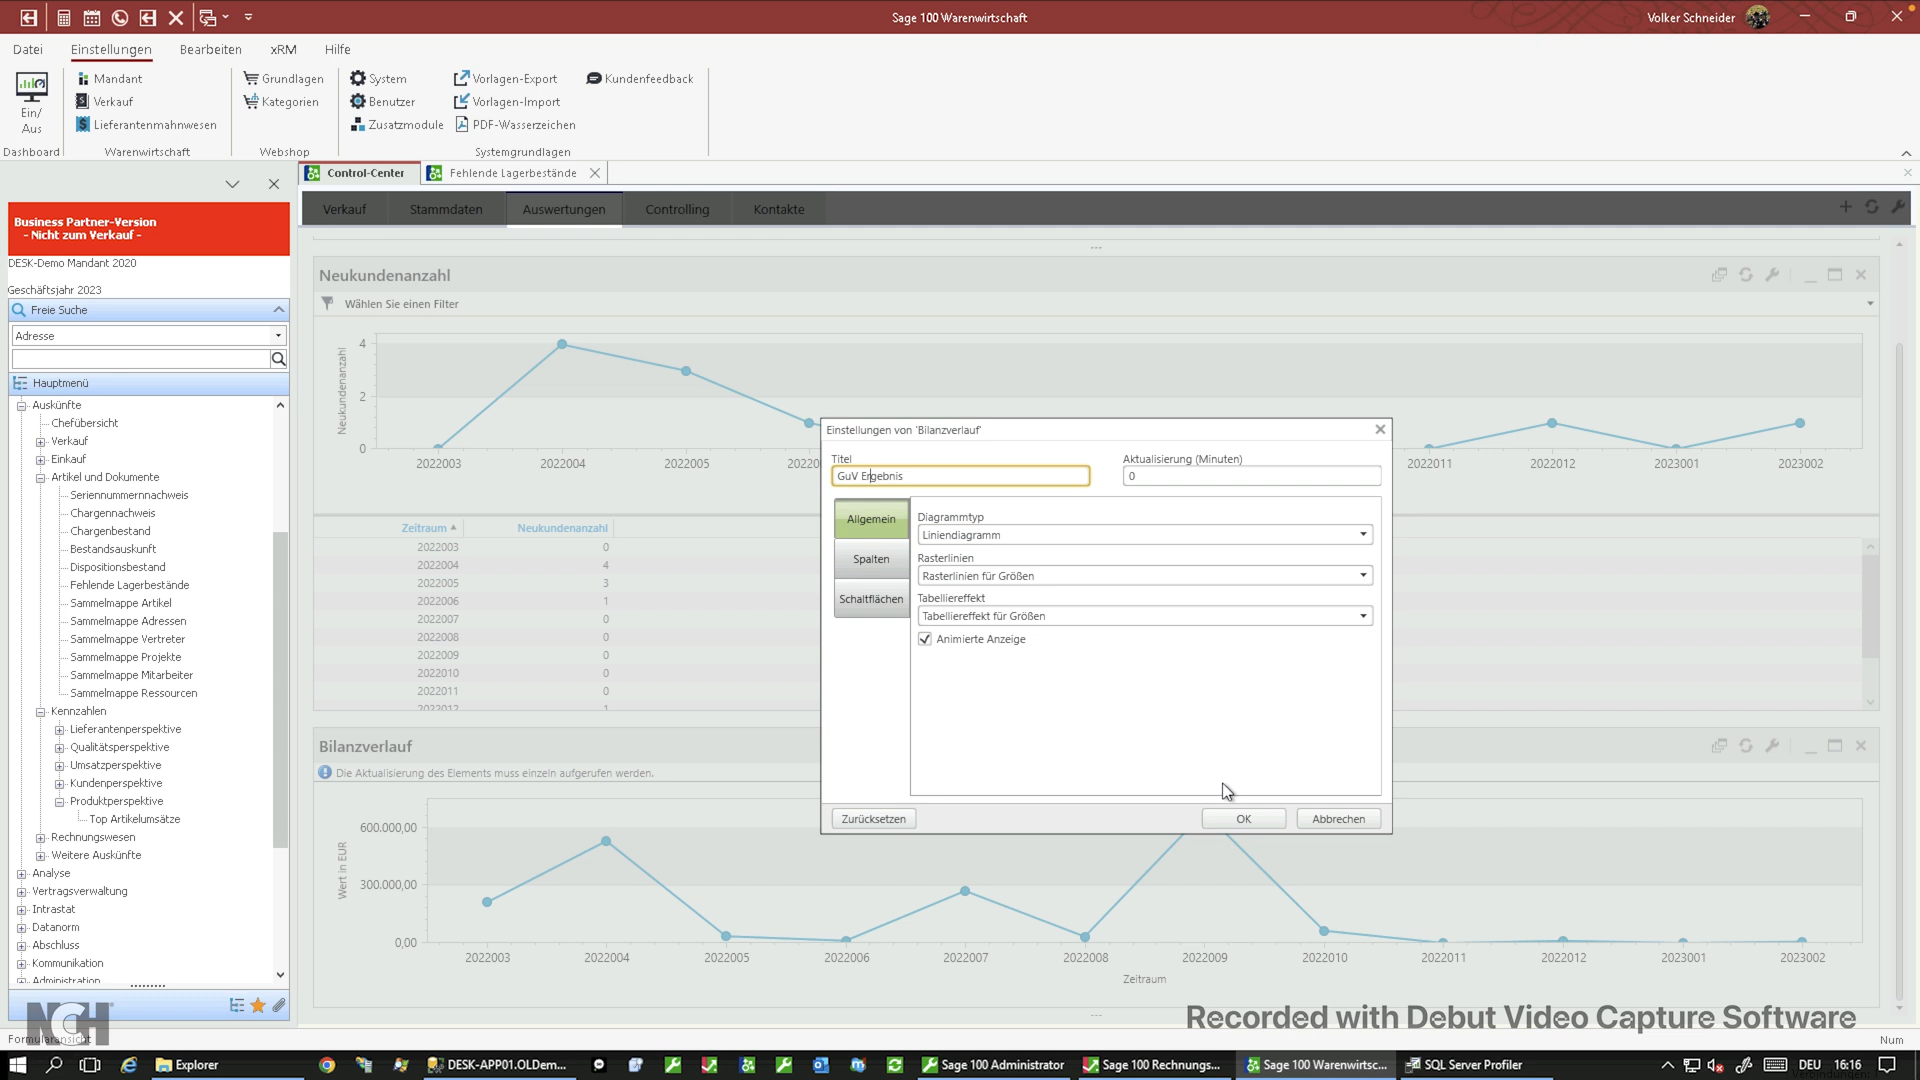 Sage 100 Warenwirtschaft
Volker Schneider
Datei
Einstellungen
Bearbeiten
xRM
Hilfe
Ein/
Aus
Dashboard
Mandant
Verkauf
Lieferantenmahnwesen
Warenwirtschaft
Grundlagen
Kategorien
Webshop
System
Benutzer
Zusatzmodule
Vorlagen-Export
Vorlagen-Import
PDF-Wasserzeichen
Kundenfeedback
Systemgrundlagen
Control-Center
Fehlende Lagerbestände
Business Partner-Version
- Nicht zum Verkauf -
DESK-Demo Mandant 2020
Geschäftsjahr 2023
Freie Suche
Adresse
Hauptmenü
Auskünfte
Chefübersicht
Verkauf
Einkauf
Artikel und Dokumente
Seriennummernnachweis
Chargennachweis
Chargenbestand
Bestandsauskunft
Dispositionsbestand
Fehlende Lagerbestände
Sammelmappe Artikel
Sammelmappe Adressen
Sammelmappe Vertreter
Sammelmappe Projekte
Sammelmappe Mitarbeiter
Sammelmappe Ressourcen
Kennzahlen
Lieferantenperspektive
Qualitätsperspektive
Umsatzperspektive
Kundenperspektive
Produktperspektive
Top Artikelumsätze
Rechnungswesen
Weitere Auskünfte
Analyse
Vertragsverwaltung
Intrastat
Datanorm
Abschluss
Kommunikation
Administration
Verkauf
Stammdaten
Auswertungen
Controlling
Kontakte
Neukundenanzahl
Wählen Sie einen Filter
Neukundenanzahl
4
2
0
2022003
2022004
2022005
2022011
2022012
2023001
2023002
Zeitraum
Neukundenanzahl
2022003 0
2022004 4
2022005 3
2022006 1
2022007 0
2022008 0
2022009 0
2022010 0
2022011 0
2022012 1
Bilanzverlauf
Die Aktualisierung des Elements muss einzeln aufgerufen werden.
Wert in EUR
600.000,00
300.000,00
0,00
2022003
2022004
2022005
2022006
2022007
2022008
2022009
2022010
2022011
2022012
2023001
2023002
Zeitraum
Einstellungen von 'Bilanzverlauf'
Titel
GuV Ergebnis
Aktualisierung (Minuten)
0
Allgemein
Spalten
Schaltflächen
Diagrammtyp
Liniendiagramm
Rasterlinien
Rasterlinien für Größen
Tabelliereffekt
Tabelliereffekt für Größen
Animierte Anzeige
Zurücksetzen
OK
Abbrechen
NCH
Recorded with Debut Video Capture Software
Formularansicht
Num
Explorer
DESK-APP01.OLDem...
Sage 100 Administrator
Sage 100 Rechnungs...
Sage 100 Warenwirtsc...
SQL Server Profiler
DEU
16:16